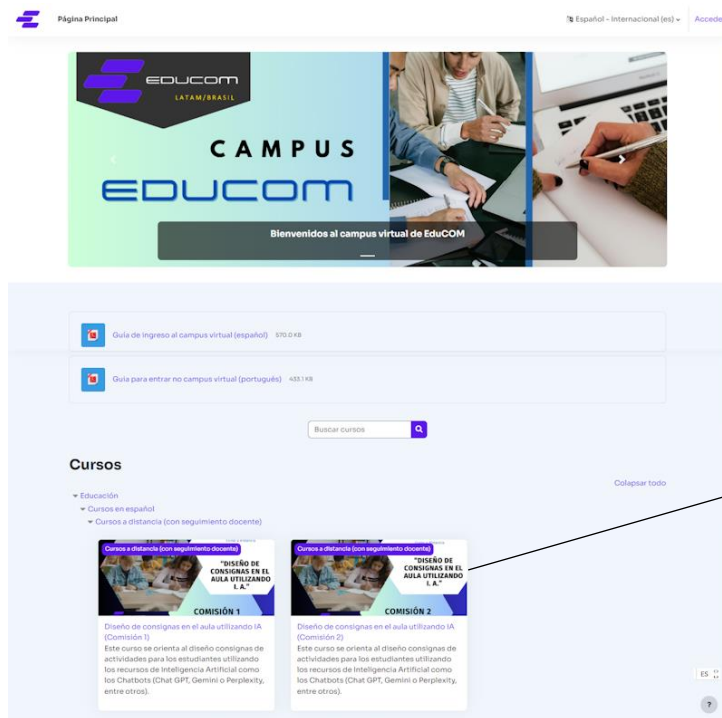 Página Principal
Español - Internacional (es)
Accede
EDUCOM
LATAM/BRASIL
CAMPUS
EDUCOM
Bienvenidos al campus virtual de EduCOM
Guía de ingreso al campus virtual (español) 570.0 KB
Guia para entrar no campus virtual (português) 433.1 KB
Buscar cursos
Cursos
Colapsar todo
Educación
Cursos en español
Cursos a distancia (con seguimiento docente)
Cursos a distancia (con seguimiento docente)
"DISEÑO DE
CONSIGNAS EN EL
AULA UTILIZANDO
I. A."
COMISIÓN 1
Diseño de consignas en el aula utilizando IA
(Comisión 1)
Este curso se orienta al diseño consignas de
actividades para los estudiantes utilizando
los recursos de Inteligencia Artificial como
los Chatbots (Chat GPT, Gemini o Perplexity,
entre otros).
Cursos a distancia (con seguimiento docente)
"DISEÑO DE
CONSIGNAS EN EL
AULA UTILIZANDO
I. A."
COMISIÓN 2
Diseño de consignas en el aula utilizando IA
(Comisión 2)
Este curso se orienta al diseño consignas de
actividades para los estudiantes utilizando
los recursos de Inteligencia Artificial como
los Chatbots (Chat GPT, Gemini o Perplexity,
entre otros).
ES
?